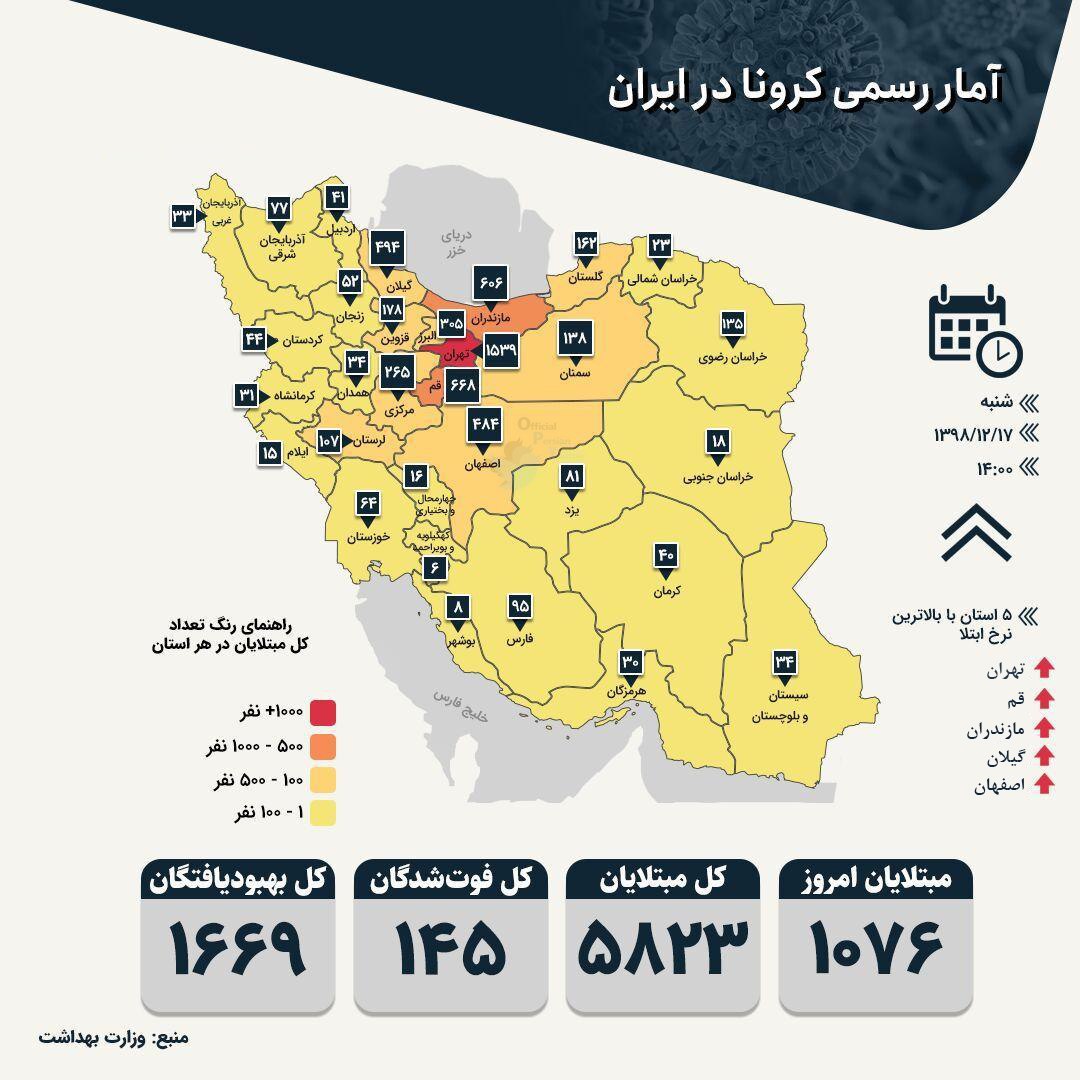 آمار رسمی کرونا در ایران
دریای
خزر
آذربایجان
غربی
۳۳
۷۷
آذربایجان
شرقی
۴۱
اردبیل
۴۹۴
گیلان
۶۰۶
مازندران
۱۶۲
گلستان
۲۳
خراسان شمالی
۵۲
زنجان
۱۷۸
قزوین
۳۰۵
البرز
۱۵۳۹
تهران
۱۳۸
سمنان
۱۳۵
خراسان رضوی
۴۴
کردستان
۳۴
همدان
۲۶۵
مرکزی
۶۶۸
قم
۳۱
کرمانشاه
۴۸۴
اصفهان
Official
Persian
۱۰۷
لرستان
۱۵
ایلام
۱۸
خراسان جنوبی
۱۶
چهارمحال
و بختیاری
۸۱
یزد
۶۴
خوزستان
کهگیلویه
و بویراحمد
۶
۴۰
کرمان
۸
بوشهر
۹۵
فارس
۳۰
هرمزگان
۳۴
سیستان
و بلوچستان
خلیج فارس
شنبه
۱۳۹۸/۱۲/۱۷
۱۴:۰۰
۵ استان با بالاترین
نرخ ابتلا
تهران
قم
مازندران
گیلان
اصفهان
راهنمای رنگ تعداد
کل مبتلایان در هر استان
۱۰۰۰+ نفر
۵۰۰ - ۱۰۰۰ نفر
۱۰۰ - ۵۰۰ نفر
۱ - ۱۰۰ نفر
مبتلایان امروز
۱۰۷۶
کل مبتلایان
۵۸۲۳
کل فوت‌شدگان
۱۴۵
کل بهبودیافتگان
۱۶۶۹
منبع: وزارت بهداشت